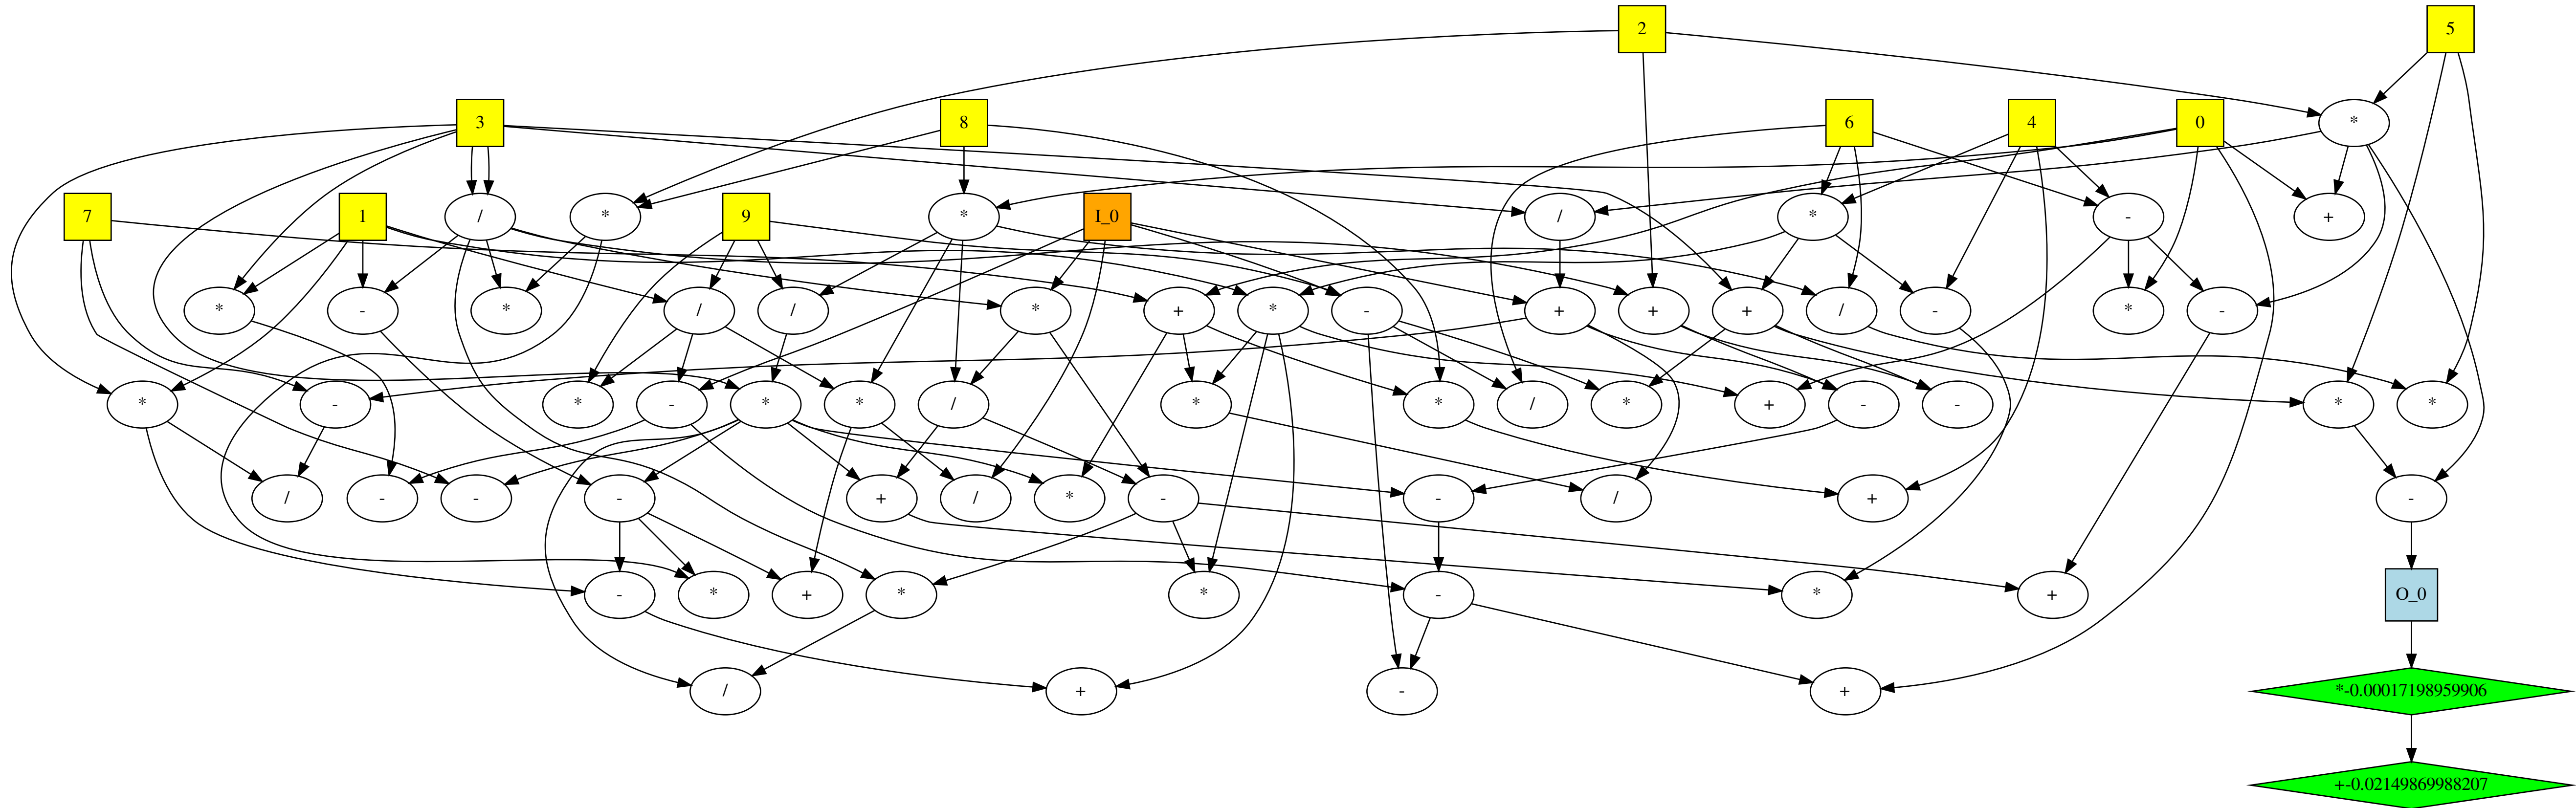 2 5
3 8 6 4 0 *
7 1 / * 9 * I_0 / * - +
* - * / / * + * - + + + / - * -
* - * - * * / * / * + - - * *
/ - - - + / * - - / + -
- * + * * - * + O_0
/ + - + *-0.00017198959906
+-0.02149869988207